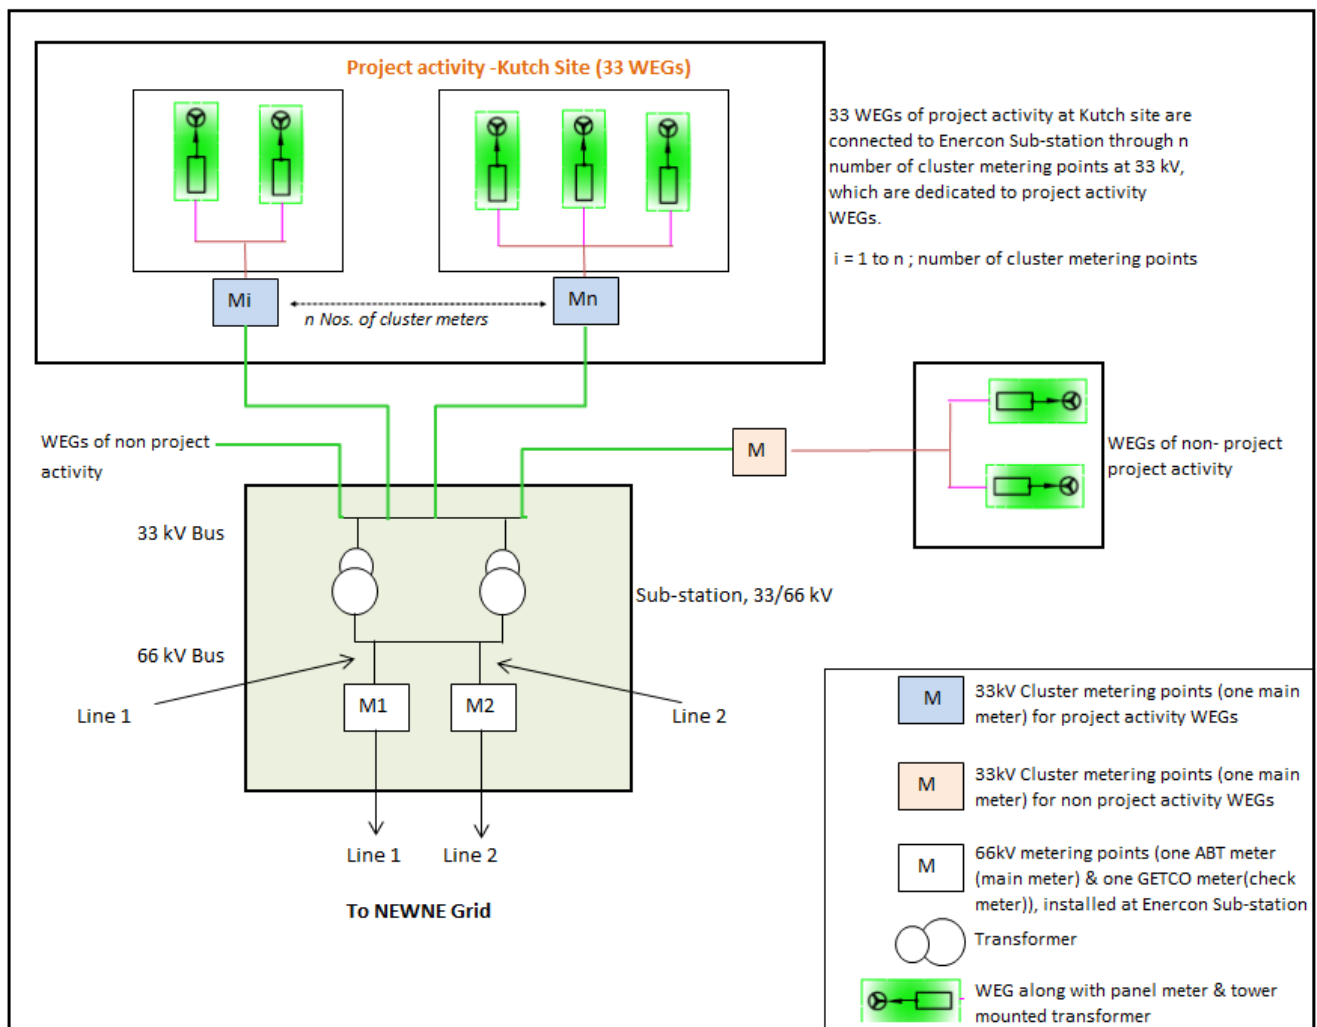 Project activity -Kutch Site (33 WEGs)
33 WEGs of project activity at Kutch site are
connected to Enercon Sub-station through n
number of cluster metering points at 33 kV,
which are dedicated to project activity
WEGs.
i = 1 to n ; number of cluster metering points
Mi
Mn
n Nos. of cluster meters
WEGs of non project
activity
M
WEGs of non- project
project activity
33 kV Bus
Sub-station, 33/66 kV
66 kV Bus
Line 1
M1
M2
Line 2
Line 1
Line 2
To NEWNE Grid
M
33kV Cluster metering points (one main
meter) for project activity WEGs
M
33kV Cluster metering points (one main
meter) for non project activity WEGs
M
66kV metering points (one ABT meter
(main meter) & one GETCO meter(check
meter)), installed at Enercon Sub-station
Transformer
WEG along with panel meter & tower
mounted transformer